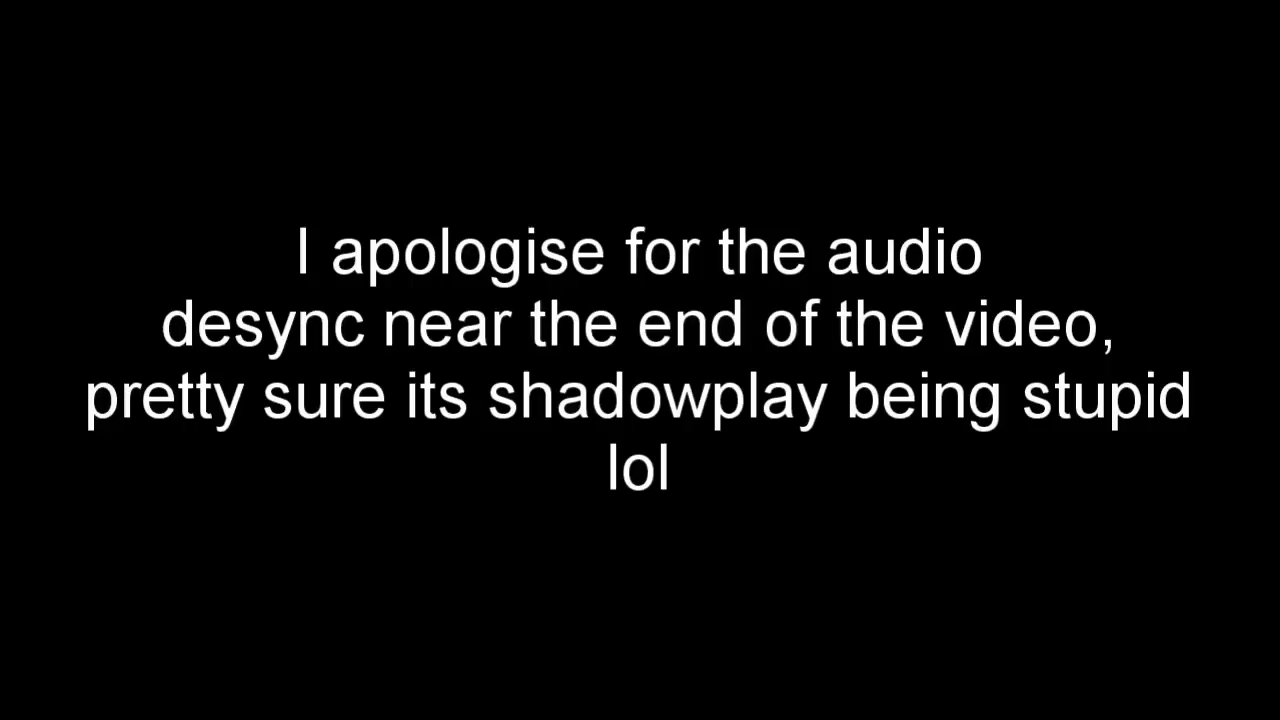 I apologise for the audio
desync near the end of the video,
pretty sure its shadowplay being stupid
lol